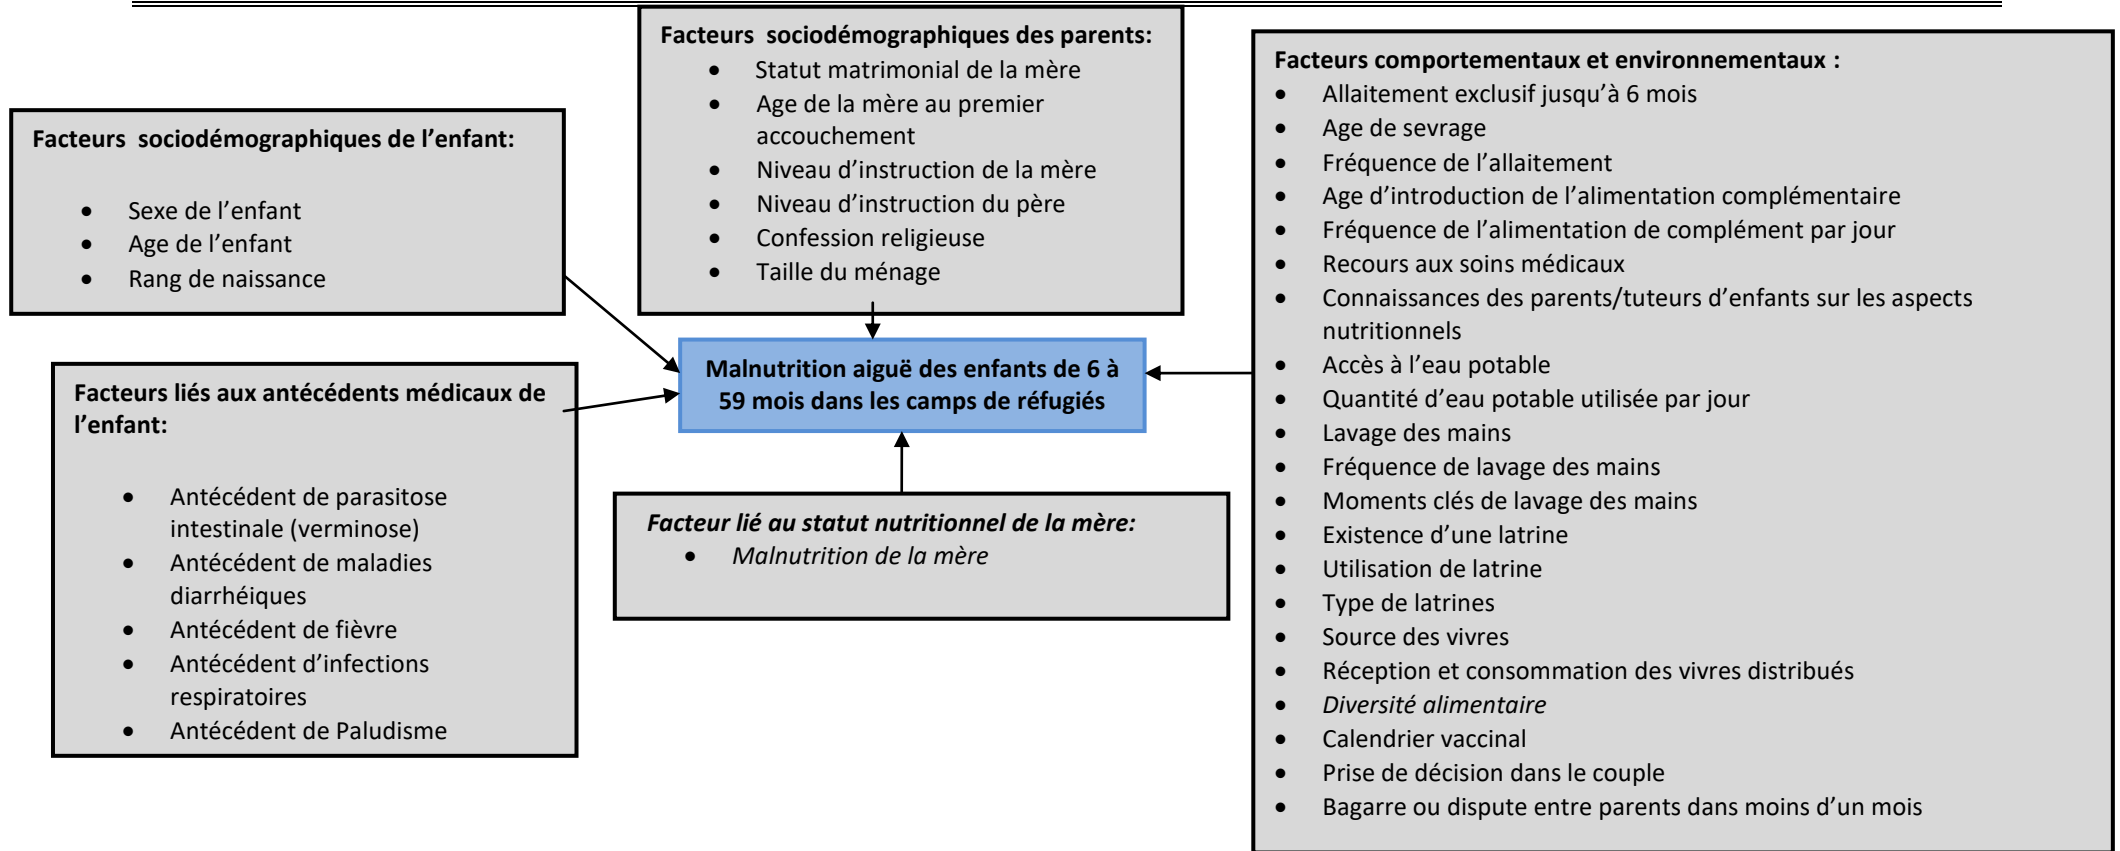 Facteurs sociodémographiques des parents:
• Statut matrimonial de la mère
• Age de la mère au premier
accouchement
• Niveau d’instruction de la mère
• Niveau d’instruction du père
• Confession religieuse
• Taille du ménage
Facteurs sociodémographiques de l’enfant:
• Sexe de l’enfant
• Age de l’enfant
• Rang de naissance
Malnutrition aiguë des enfants de 6 à
59 mois dans les camps de réfugiés
Facteurs liés aux antécédents médicaux de
l’enfant:
• Antécédent de parasitose
intestinale (verminose)
• Antécédent de maladies
diarrhéiques
• Antécédent de fièvre
• Antécédent d’infections
respiratoires
• Antécédent de Paludisme
Facteur lié au statut nutritionnel de la mère:
• Malnutrition de la mère
Facteurs comportementaux et environnementaux :
• Allaitement exclusif jusqu’à 6 mois
• Age de sevrage
• Fréquence de l’allaitement
• Age d’introduction de l’alimentation complémentaire
• Fréquence de l’alimentation de complément par jour
• Recours aux soins médicaux
• Connaissances des parents/tuteurs d’enfants sur les aspects
nutritionnels
• Accès à l’eau potable
• Quantité d’eau potable utilisée par jour
• Lavage des mains
• Fréquence de lavage des mains
• Moments clés de lavage des mains
• Existence d’une latrine
• Utilisation de latrine
• Type de latrines
• Source des vivres
• Réception et consommation des vivres distribués
• Diversité alimentaire
• Calendrier vaccinal
• Prise de décision dans le couple
• Bagarre ou dispute entre parents dans moins d’un mois